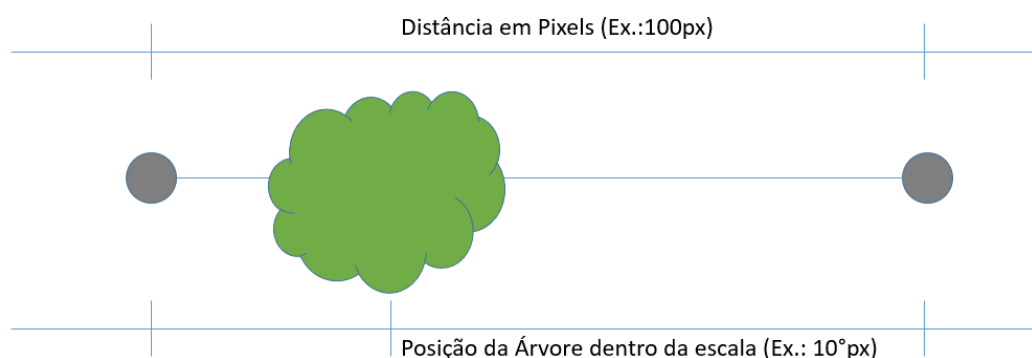 Distância em Pixels (Ex.:100px)
Posição da Árvore dentro da escala (Ex.: 10°px)